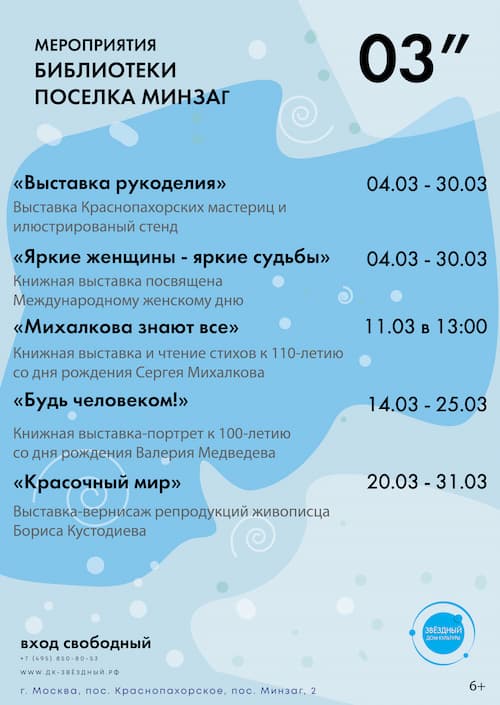 МЕРОПРИЯТИЯ
БИБЛИОТЕКИ
ПОСЕЛКА МИНЗАГ
03”
«Выставка рукоделия»
04.03 - 30.03
Выставка Краснопахорских мастериц и
илюстрированый стенд
«Яркие женщины - яркие судьбы»
04.03 - 30.03
Книжная выставка посвящена
Международному женскому дню
«Михалкова знают все»
11.03 в 13:00
Книжная выставка и чтение стихов к 110-летию
со дня рождения Сергея Михалкова
«Будь человеком!»
14.03 - 25.03
Книжная выставка-портрет к 100-летию
со дня рождения Валерия Медведева
«Красочный мир»
20.03 - 31.03
Выставка-вернисаж репродукций живописца
Бориса Кустодиева
ЗВЁЗДНЫЙ
ДОМ КУЛЬТУРЫ
вход свободный
+7 (495) 850-80-53
WWW.ДК-ЗВЁЗДНЫЙ.РФ
г. Москва, пос. Краснопахорское, пос. Минзаг, 2
6+